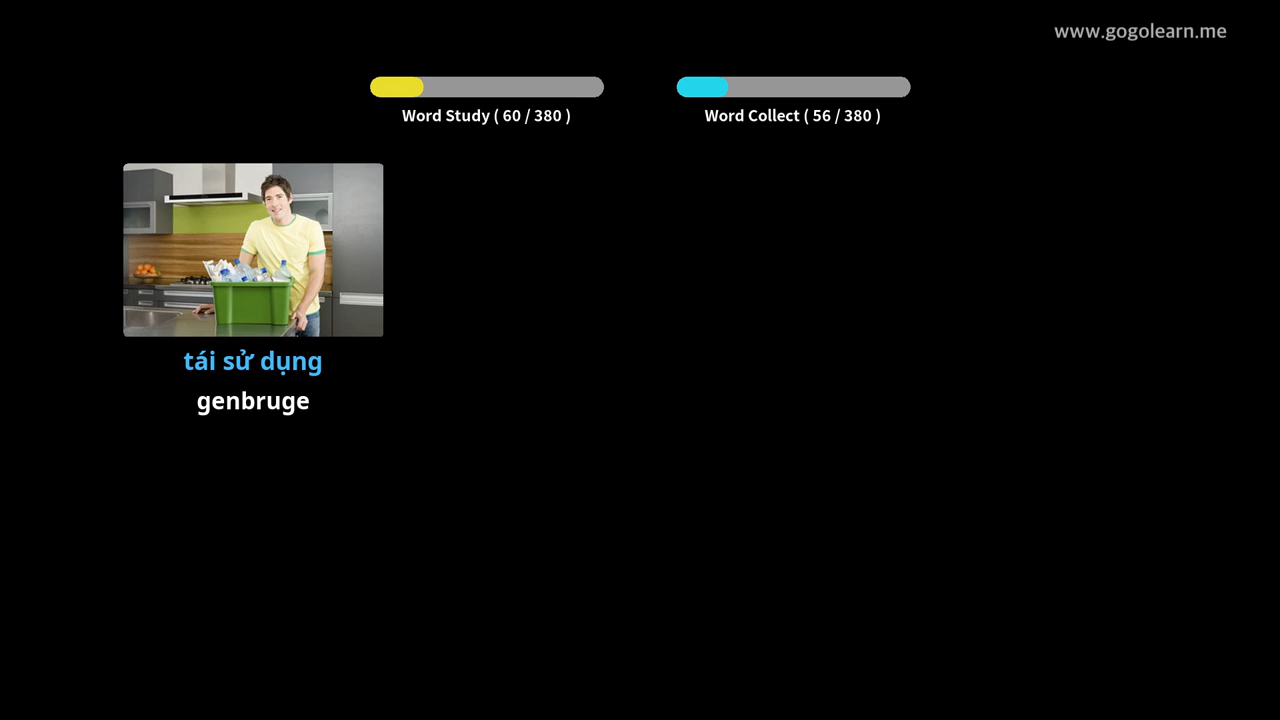 www.gogolearn.me
Word Study ( 60 / 380 )
Word Collect ( 56 / 380 )
tái sử dụng
genbruge